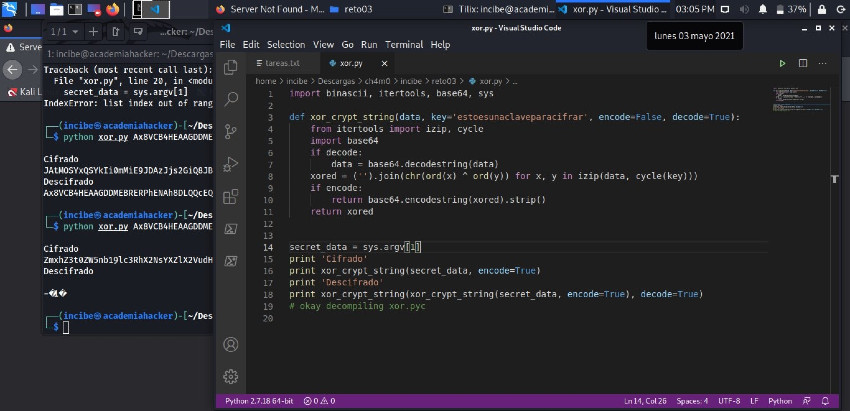 Server Not Found - M...
reto03
Tilix: incibe@academi...
xor.py - Visual Studio ...
03:05 PM
37%
lunes 03 mayo 2021
1 / 1
...cker: ~/Descargas
1: incibe@academiahacker: ~/Descargas
Server
Kali L
Traceback (most recent call last):
File "xor.py", line 20, in <modu
secret_data = sys.argv[1]
IndexError: list index out of rang
(incibe㉿academiahacker)-[~/Des
$ python xor.py Ax8VCB4HEAAGDDME
Cifrado
JAtMOSYxQSYkIi0mMiE9JDAzJjs2GiQ8JB
Descifrado
Ax8VCB4HEAAGDDMEBRERPhENAh8DLQQcEQ
(incibe㉿academiahacker)-[~/Des
$ python xor.py Ax8VCB4HEAAGDDME
Cifrado
ZmxhZ3t0ZW5nb19lc3RhX2NsYXZlX2VudH
Descifrado
(incibe㉿academiahacker)-[~/Des
$
xor.py - Visual Studio Code
File Edit Selection View Go Run Terminal Help
tareas.txt
xor.py
home > incibe > Descargas > ch4m0 > incibe > reto03 > xor.py > ...
1 import binascii, itertools, base64, sys
2
3 def xor_crypt_string(data, key='estoesunaclaveparacifrar', encode=False, decode=True):
4 from itertools import izip, cycle
5 import base64
6 if decode:
7 data = base64.decodestring(data)
8 xored = ('').join(chr(ord(x) ^ ord(y)) for x, y in izip(data, cycle(key)))
9 if encode:
10 return base64.encodestring(xored).strip()
11 return xored
12
13
14 secret_data = sys.argv[1]
15 print 'Cifrado'
16 print xor_crypt_string(secret_data, encode=True)
17 print 'Descifrado'
18 print xor_crypt_string(xor_crypt_string(secret_data, encode=True), decode=True)
19 # okay decompiling xor.pyc
20
Python 2.7.18 64-bit
0
0
Ln 14, Col 26
Spaces: 4
UTF-8
LF
Python